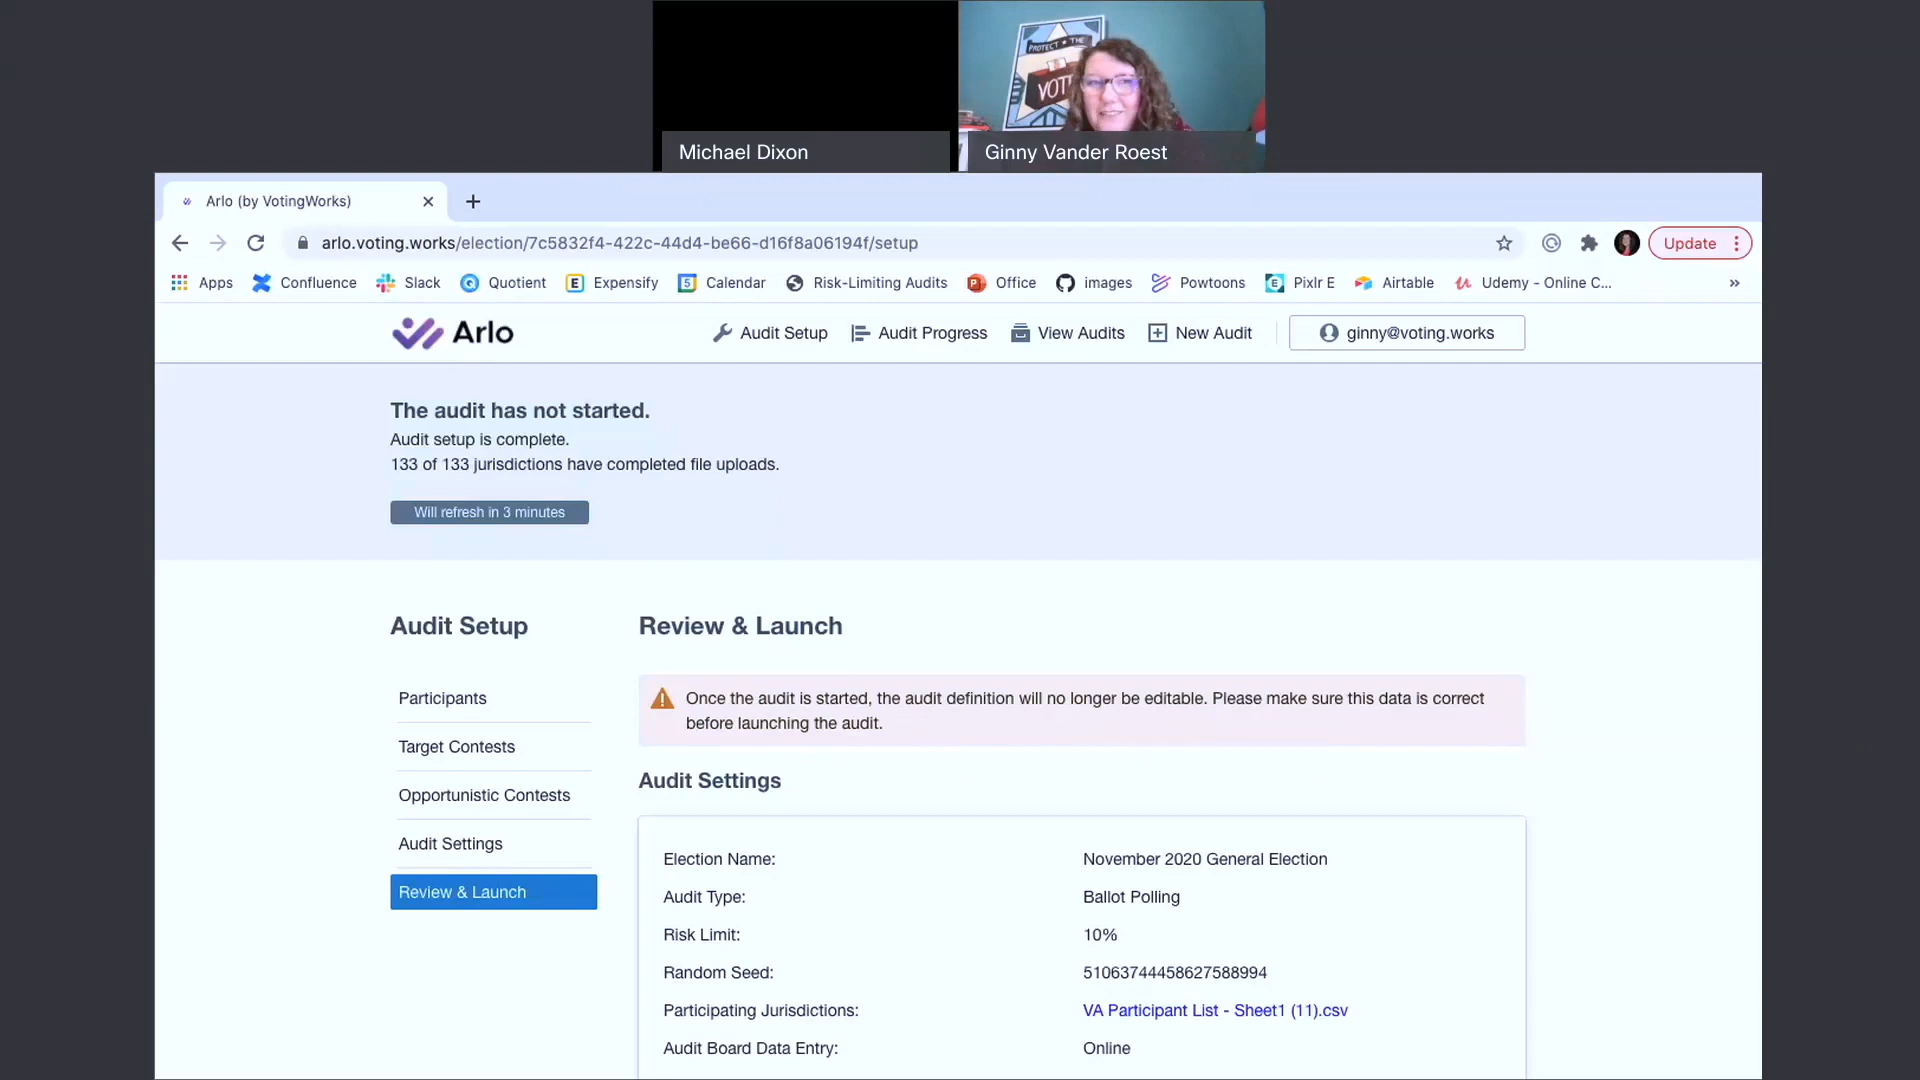 PROTECT THE
VOT
Michael Dixon
Ginny Vander Roest
Arlo (by VotingWorks)
arlo.voting.works/election/7c5832f4-422c-44d4-be66-d16f8a06194f/setup
Update
Apps
Confluence
Slack
Quotient
Expensify
Calendar
Risk-Limiting Audits
Office
images
Powtoons
Pixlr E
Airtable
Udemy - Online C...
Arlo
Audit Setup
Audit Progress
View Audits
New Audit
ginny@voting.works
The audit has not started.
Audit setup is complete.
133 of 133 jurisdictions have completed file uploads.
Will refresh in 3 minutes
Audit Setup
Participants
Target Contests
Opportunistic Contests
Audit Settings
Review & Launch
Review & Launch
Once the audit is started, the audit definition will no longer be editable. Please make sure this data is correct
before launching the audit.
Audit Settings
Election Name: November 2020 General Election
Audit Type: Ballot Polling
Risk Limit: 10%
Random Seed: 51063744458627588994
Participating Jurisdictions: VA Participant List - Sheet1 (11).csv
Audit Board Data Entry: Online